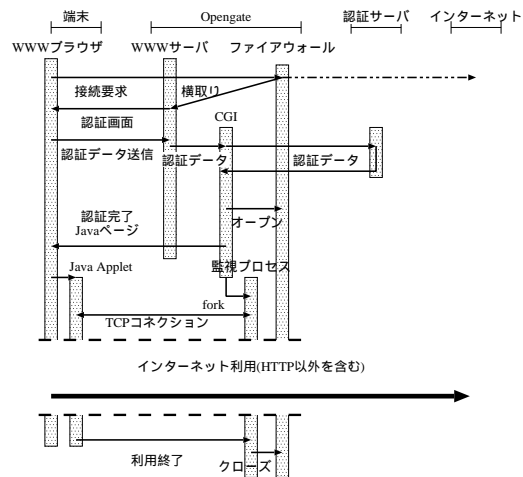 端末
Opengate
認証サーバ
インターネット
WWWブラウザ
WWWサーバ
ファイアウォール
接続要求
横取り
認証画面
CGI
認証データ送信
認証データ
認証データ
オープン
認証完了
Javaページ
Java Applet
監視プロセス
fork
TCPコネクション
インターネット利用(HTTP以外を含む)
利用終了
クローズ